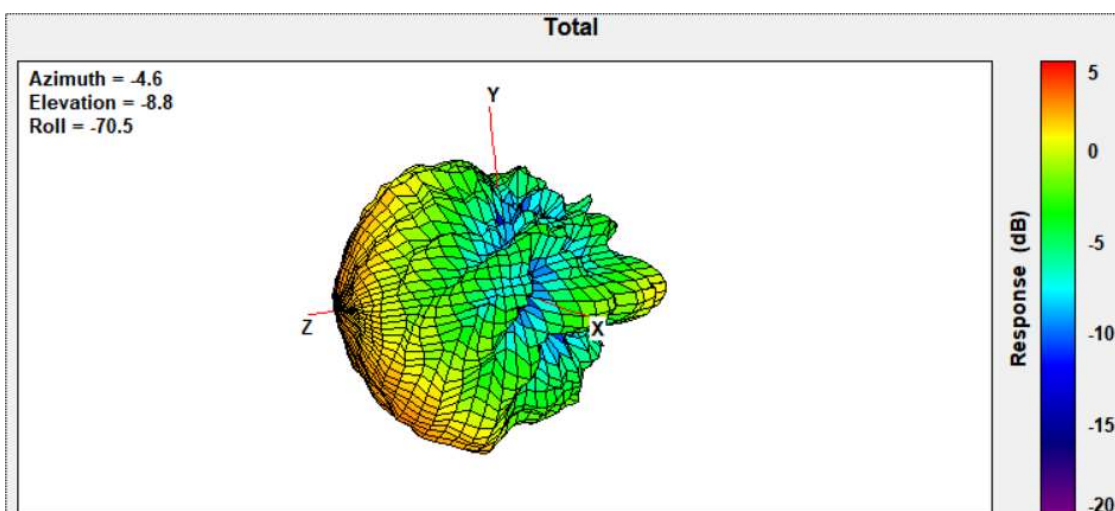 Total
Azimuth = -4.6
Elevation = -8.8
Roll = -70.5
Y
Z
X
Response (dB)
5
0
-5
-10
-15
-20